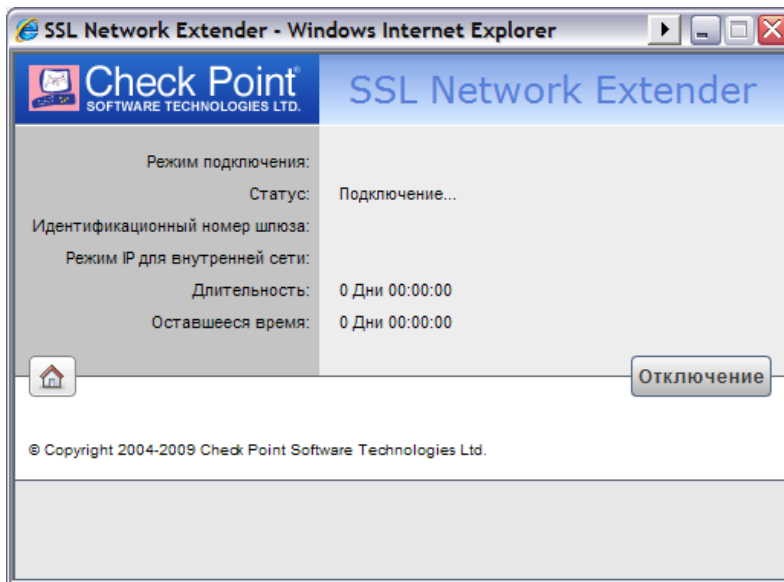 SSL Network Extender - Windows Internet Explorer
Check Point
SOFTWARE TECHNOLOGIES LTD.
SSL Network Extender
Режим подключения:
Статус: Подключение...
Идентификационный номер шлюза:
Режим IP для внутренней сети:
Длительность: 0 Дни 00:00:00
Оставшееся время: 0 Дни 00:00:00
Отключение
© Copyright 2004-2009 Check Point Software Technologies Ltd.